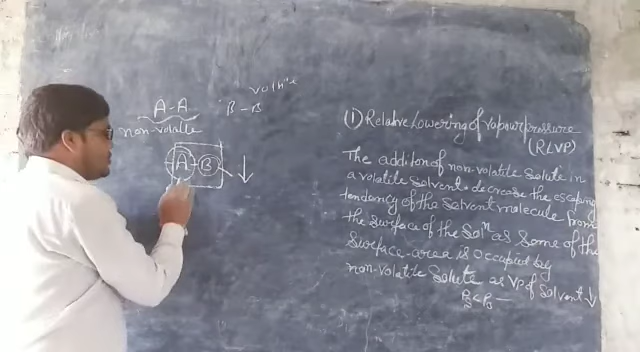 A-A
non-volatile
B-B
volatile
A
B
(1) Relative Lowering of vapour pressure
(RLVP)
The addition of non-volatile solute in
a volatile solvent decrease the escaping
tendency of the solvent molecule from
the surface of the Solⁿ as some of the
surface-area is occupied by
non-volatile solute as VP of solvent ↓